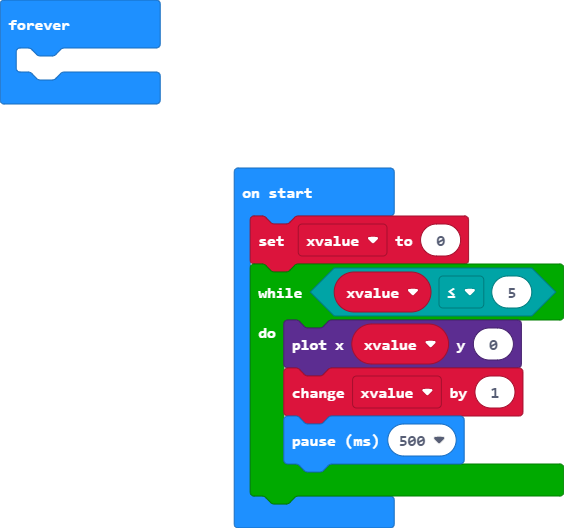 forever
on start
set xvalue to 0
while xvalue ≤ 5
do
plot x xvalue y 0
change xvalue by 1
pause (ms) 500